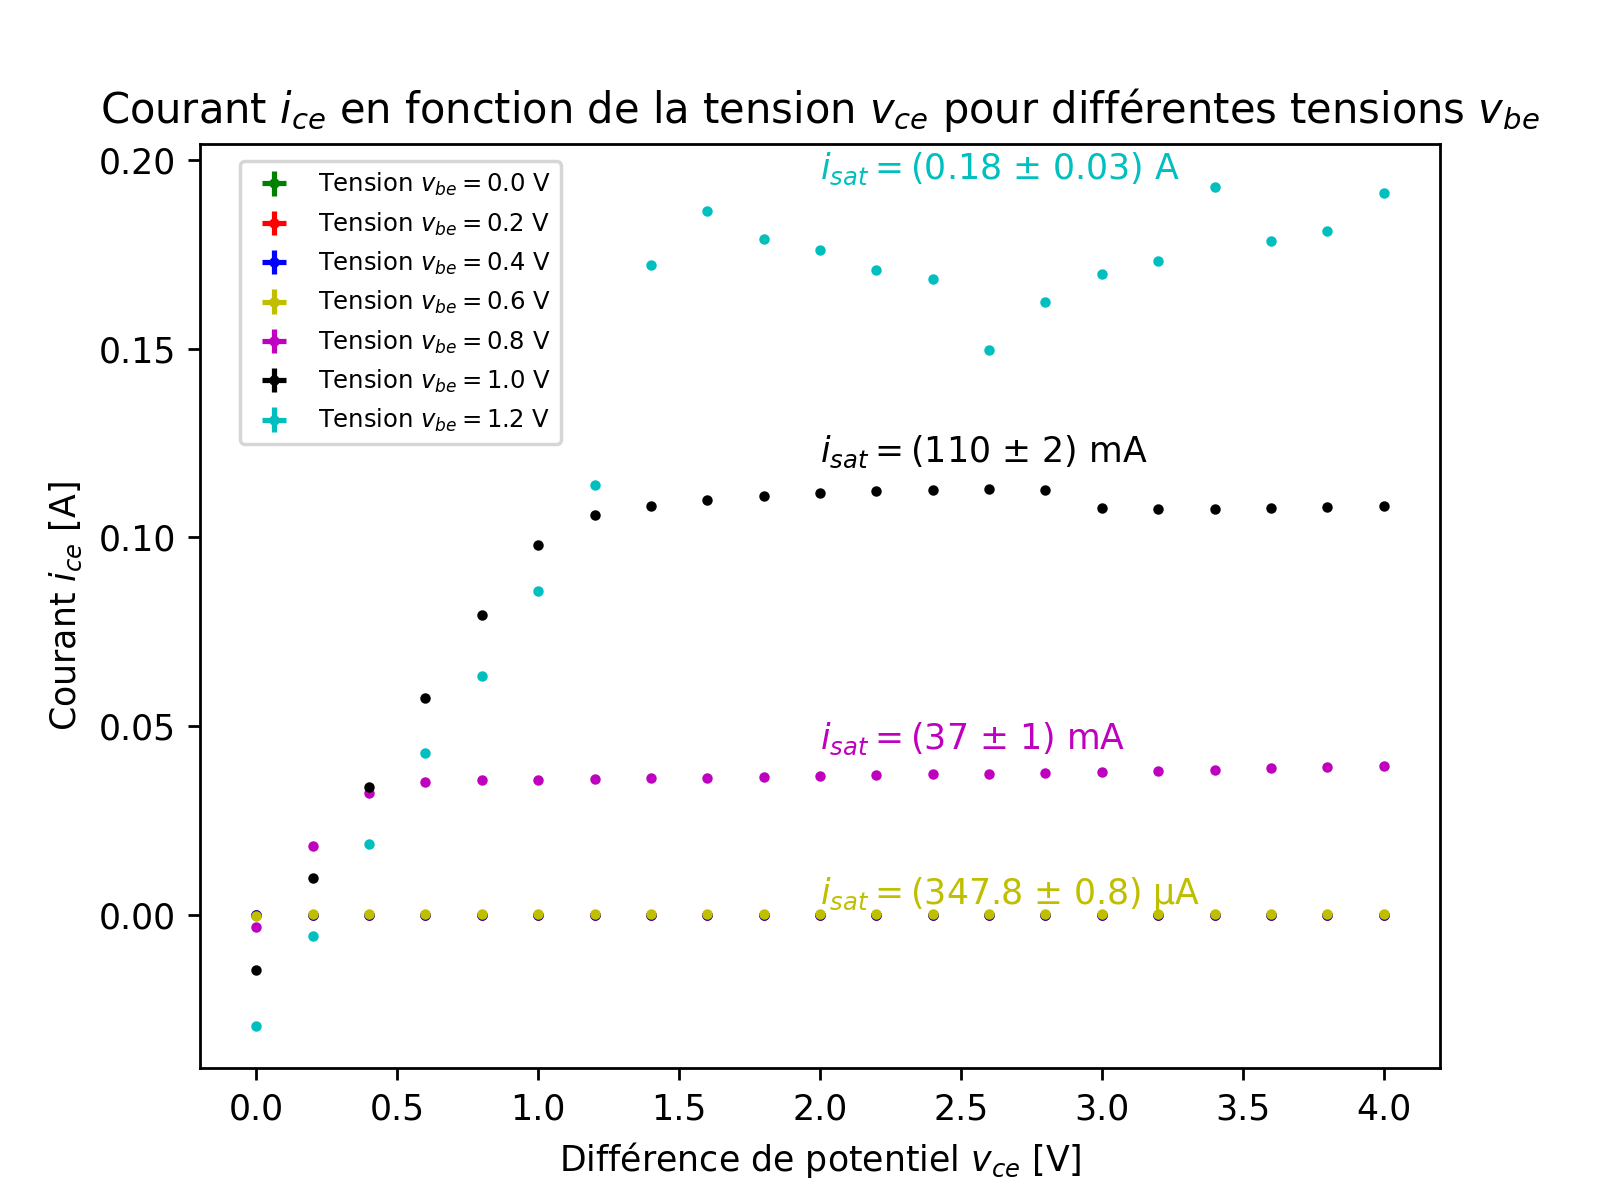 Courant i_ce en fonction de la tension v_ce pour différentes tensions v_be
0.20
0.15
0.10
0.05
0.00
Courant i_ce [A]
Tension v_be = 0.0 V
Tension v_be = 0.2 V
Tension v_be = 0.4 V
Tension v_be = 0.6 V
Tension v_be = 0.8 V
Tension v_be = 1.0 V
Tension v_be = 1.2 V
i_sat = (0.18 ± 0.03) A
i_sat = (110 ± 2) mA
i_sat = (37 ± 1) mA
i_sat = (347.8 ± 0.8) µA
0.0 0.5 1.0 1.5 2.0 2.5 3.0 3.5 4.0
Différence de potentiel v_ce [V]